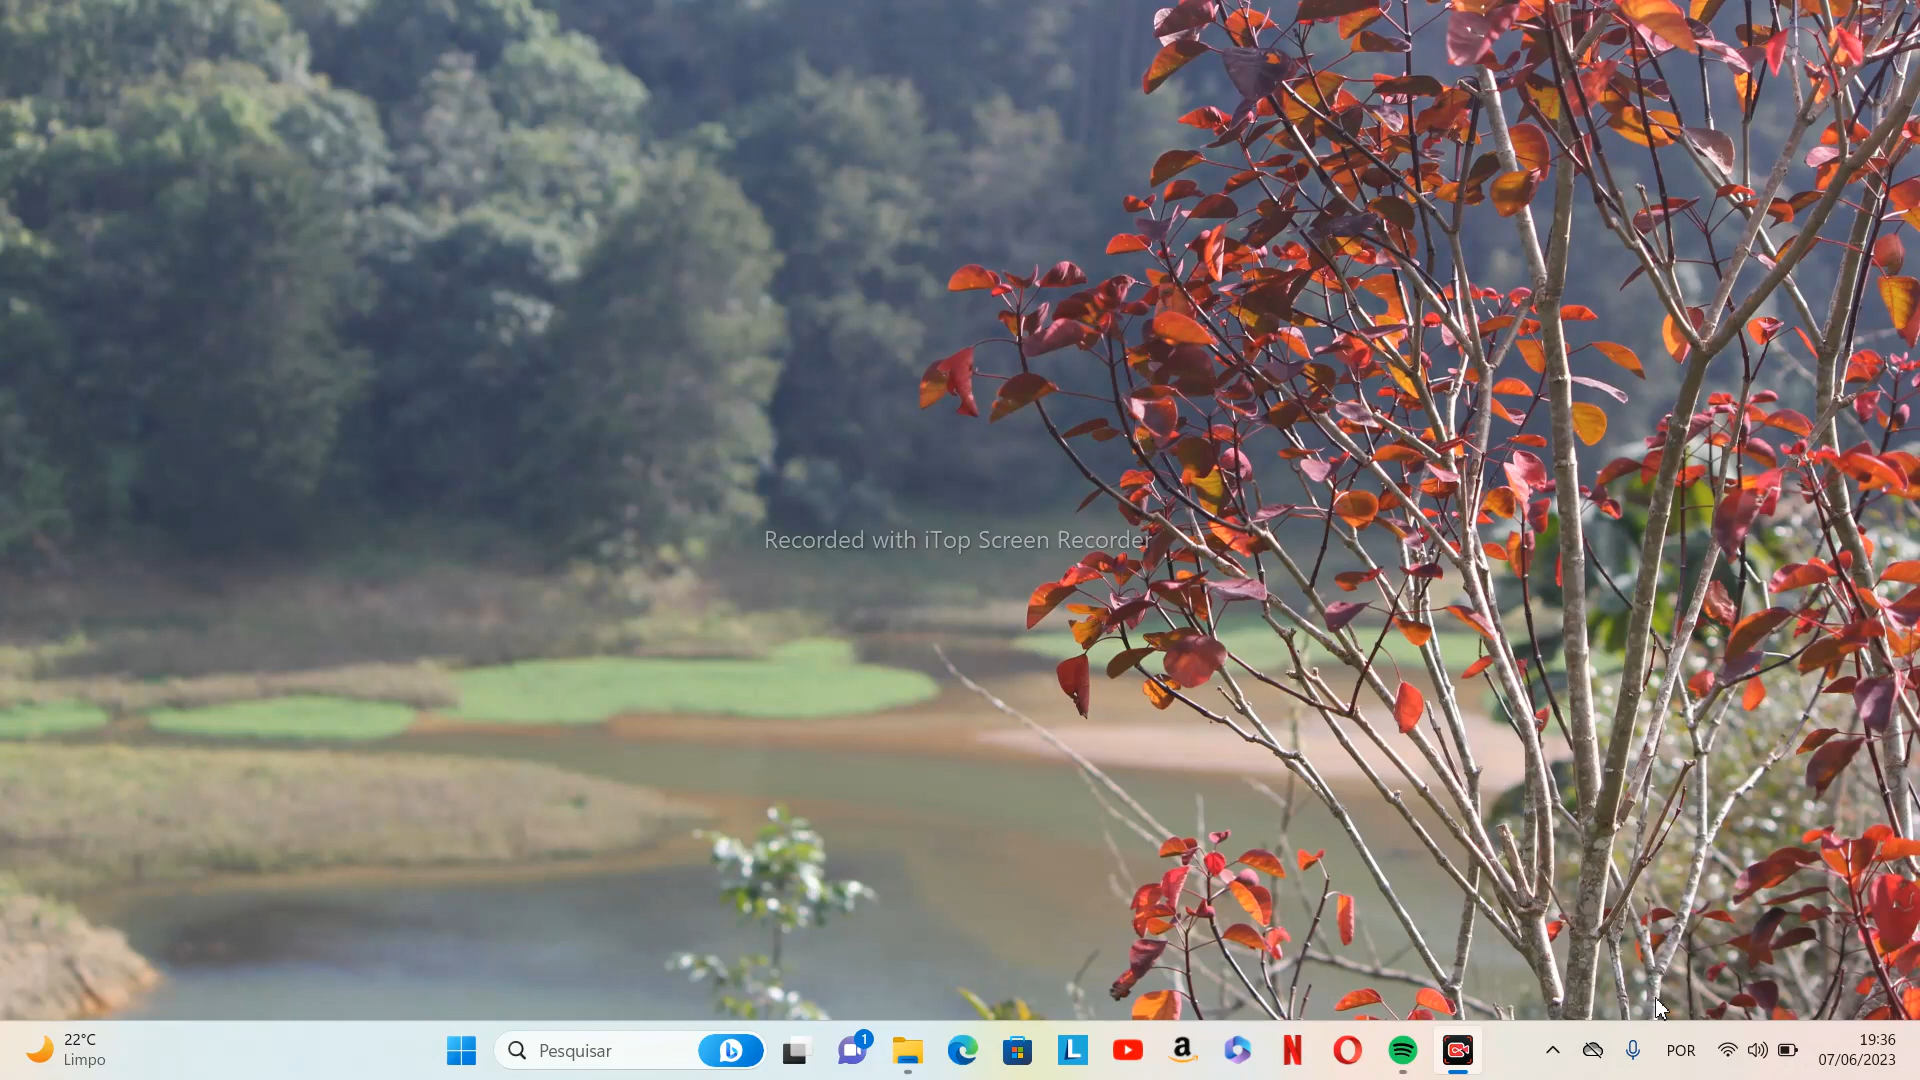 Recorded with iTop Screen Recorder
22°C
Limpo
Pesquisar
1
L
a
N
POR
19:36
07/06/2023